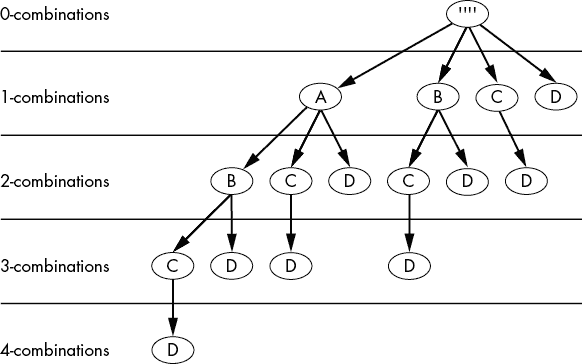 0-combinations ''''
1-combinations A B C D
2-combinations B C D C D D
3-combinations C D D D
4-combinations D